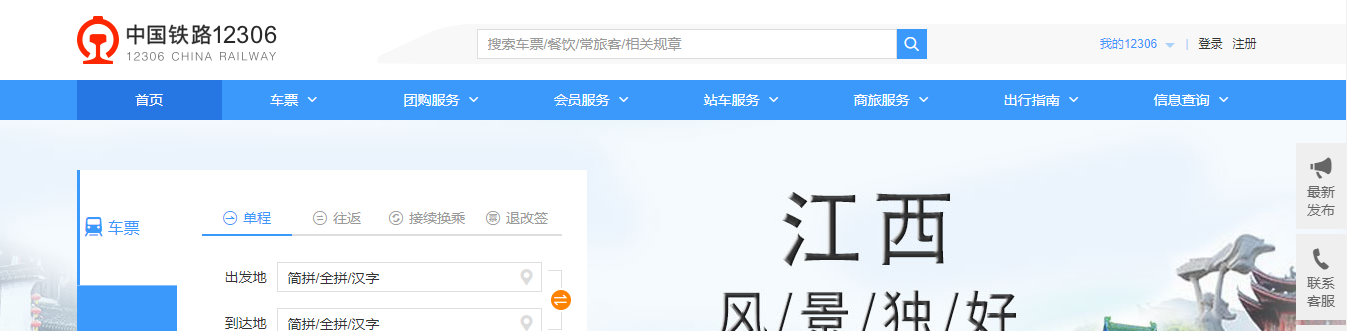 中国铁路12306
12306 CHINA RAILWAY
搜索车票/餐饮/常旅客/相关规章
我的12306 | 登录 注册
首页 车票 团购服务 会员服务 站车服务 商旅服务 出行指南 信息查询
车票
单程 往返 接续换乘 退改签
出发地 简拼/全拼/汉字
到达地 简拼/全拼/汉字
江西
风/景/独/好
最新
发布
联系
客服